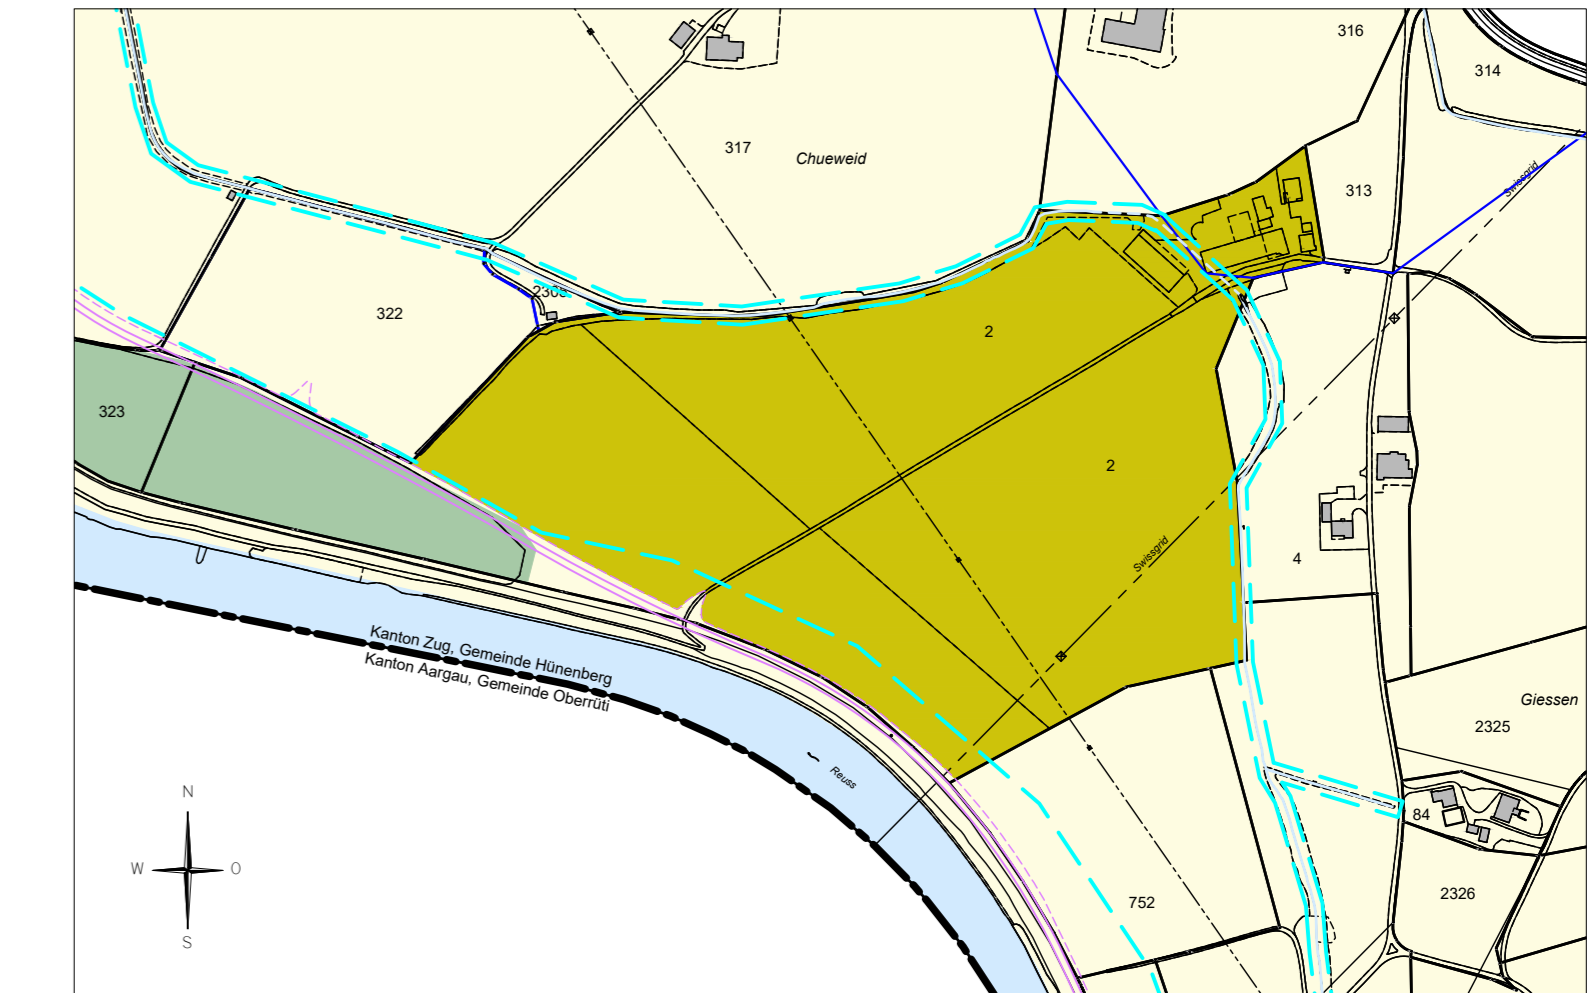 316
314
317
Chueweid
Swissgrid
313
322
2
323
2
Swissgrid
4
Kanton Zug, Gemeinde Hünenberg
Kanton Aargau, Gemeinde Oberrüti
Giessen
2325
Reuss
N
W
O
S
84
2326
752